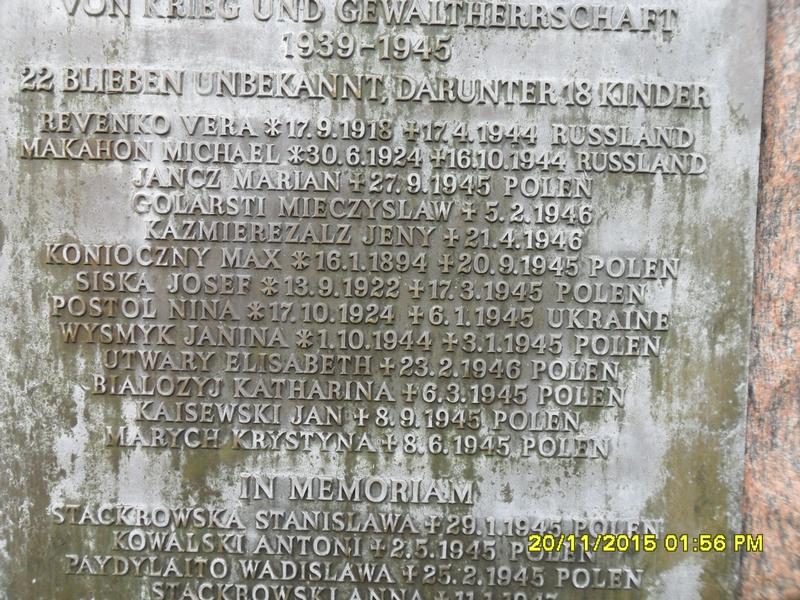 VON KRIEG UND GEWALTHERRSCHAFT
1939-1945
22 BLIEBEN UNBEKANNT, DARUNTER 18 KINDER
REVENKO VERA *17.9.1918 ‡17.4.1944 RUSSLAND
MAKAHON MICHAEL *30.6.1924 ‡16.10.1944 RUSSLAND
JANCZ MARIAN ‡27.9.1945 POLEN
GOLARSTI MIECZYSLAW ‡5.2.1946
KAZMIEREZALZ JENY ‡21.4.1946
KONIOCZNY MAX *16.1.1894 ‡20.9.1945 POLEN
SISKA JOSEF *13.9.1922 ‡17.3.1945 POLEN
POSTOL NINA *17.10.1924 ‡6.1.1945 UKRAINE
WYSMYK JANINA *1.10.1944 ‡3.1.1945 POLEN
UTWARY ELISABETH ‡23.2.1946 POLEN
BIALOZYJ KATHARINA ‡6.3.1945 POLEN
KAISEWSKI JAN ‡8.9.1945 POLEN
MARYCH KRYSTYNA ‡8.6.1945 POLEN
IN MEMORIAM
STACKROWSKA STANISLAWA ‡29.1.1945 POLEN
KOWALSKI ANTONI ‡2.5.1945 POLEN
PAYDYLAITO WADISLAWA ‡25.2.1945 POLEN
STACKROWSKI ANNA
20/11/2015 01:56 PM